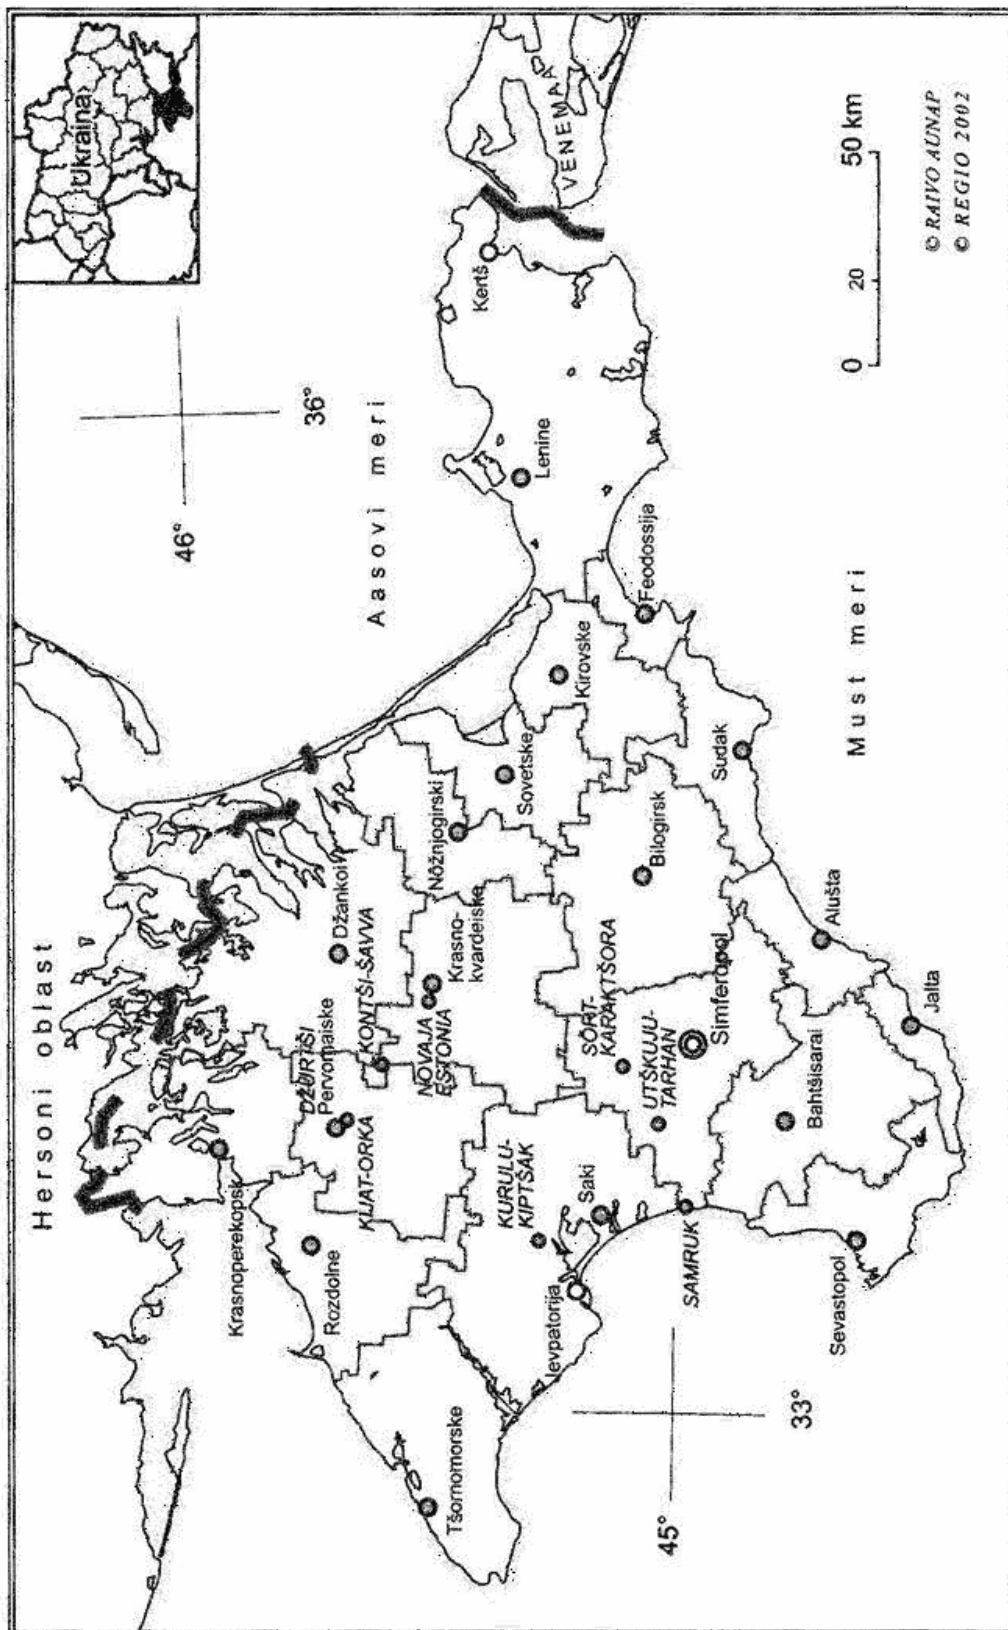 Ukraina
Hersoni oblast
46°
36°
Aasovi meri
VENEMAA
Krasnoperekopsk
DŽURTŠI
Pervomaiske
Džankoi
KONTŠI-ŠAVVA
Rozdolne
KIJAT-ORKA
NOVAJA
ESTONIA
Krasno-
kvardeiske
Nõžnjogirski
Sovetske
Lenine
Kertš
Tšornomorske
KURULU-
KIPTŠAK
Kirovske
Ievpatorija
Saki
SÕRT-
KARAKTŠORA
UTŠKUJU-
TARHAN
Bilogirsk
Feodossija
SAMRUK
Simferopol
Sudak
45°
33°
Bahtšisarai
Alušta
Sevastopol
Jalta
Must meri
0 20 50 km
© RAIVO AUNAP
© REGIO 2002